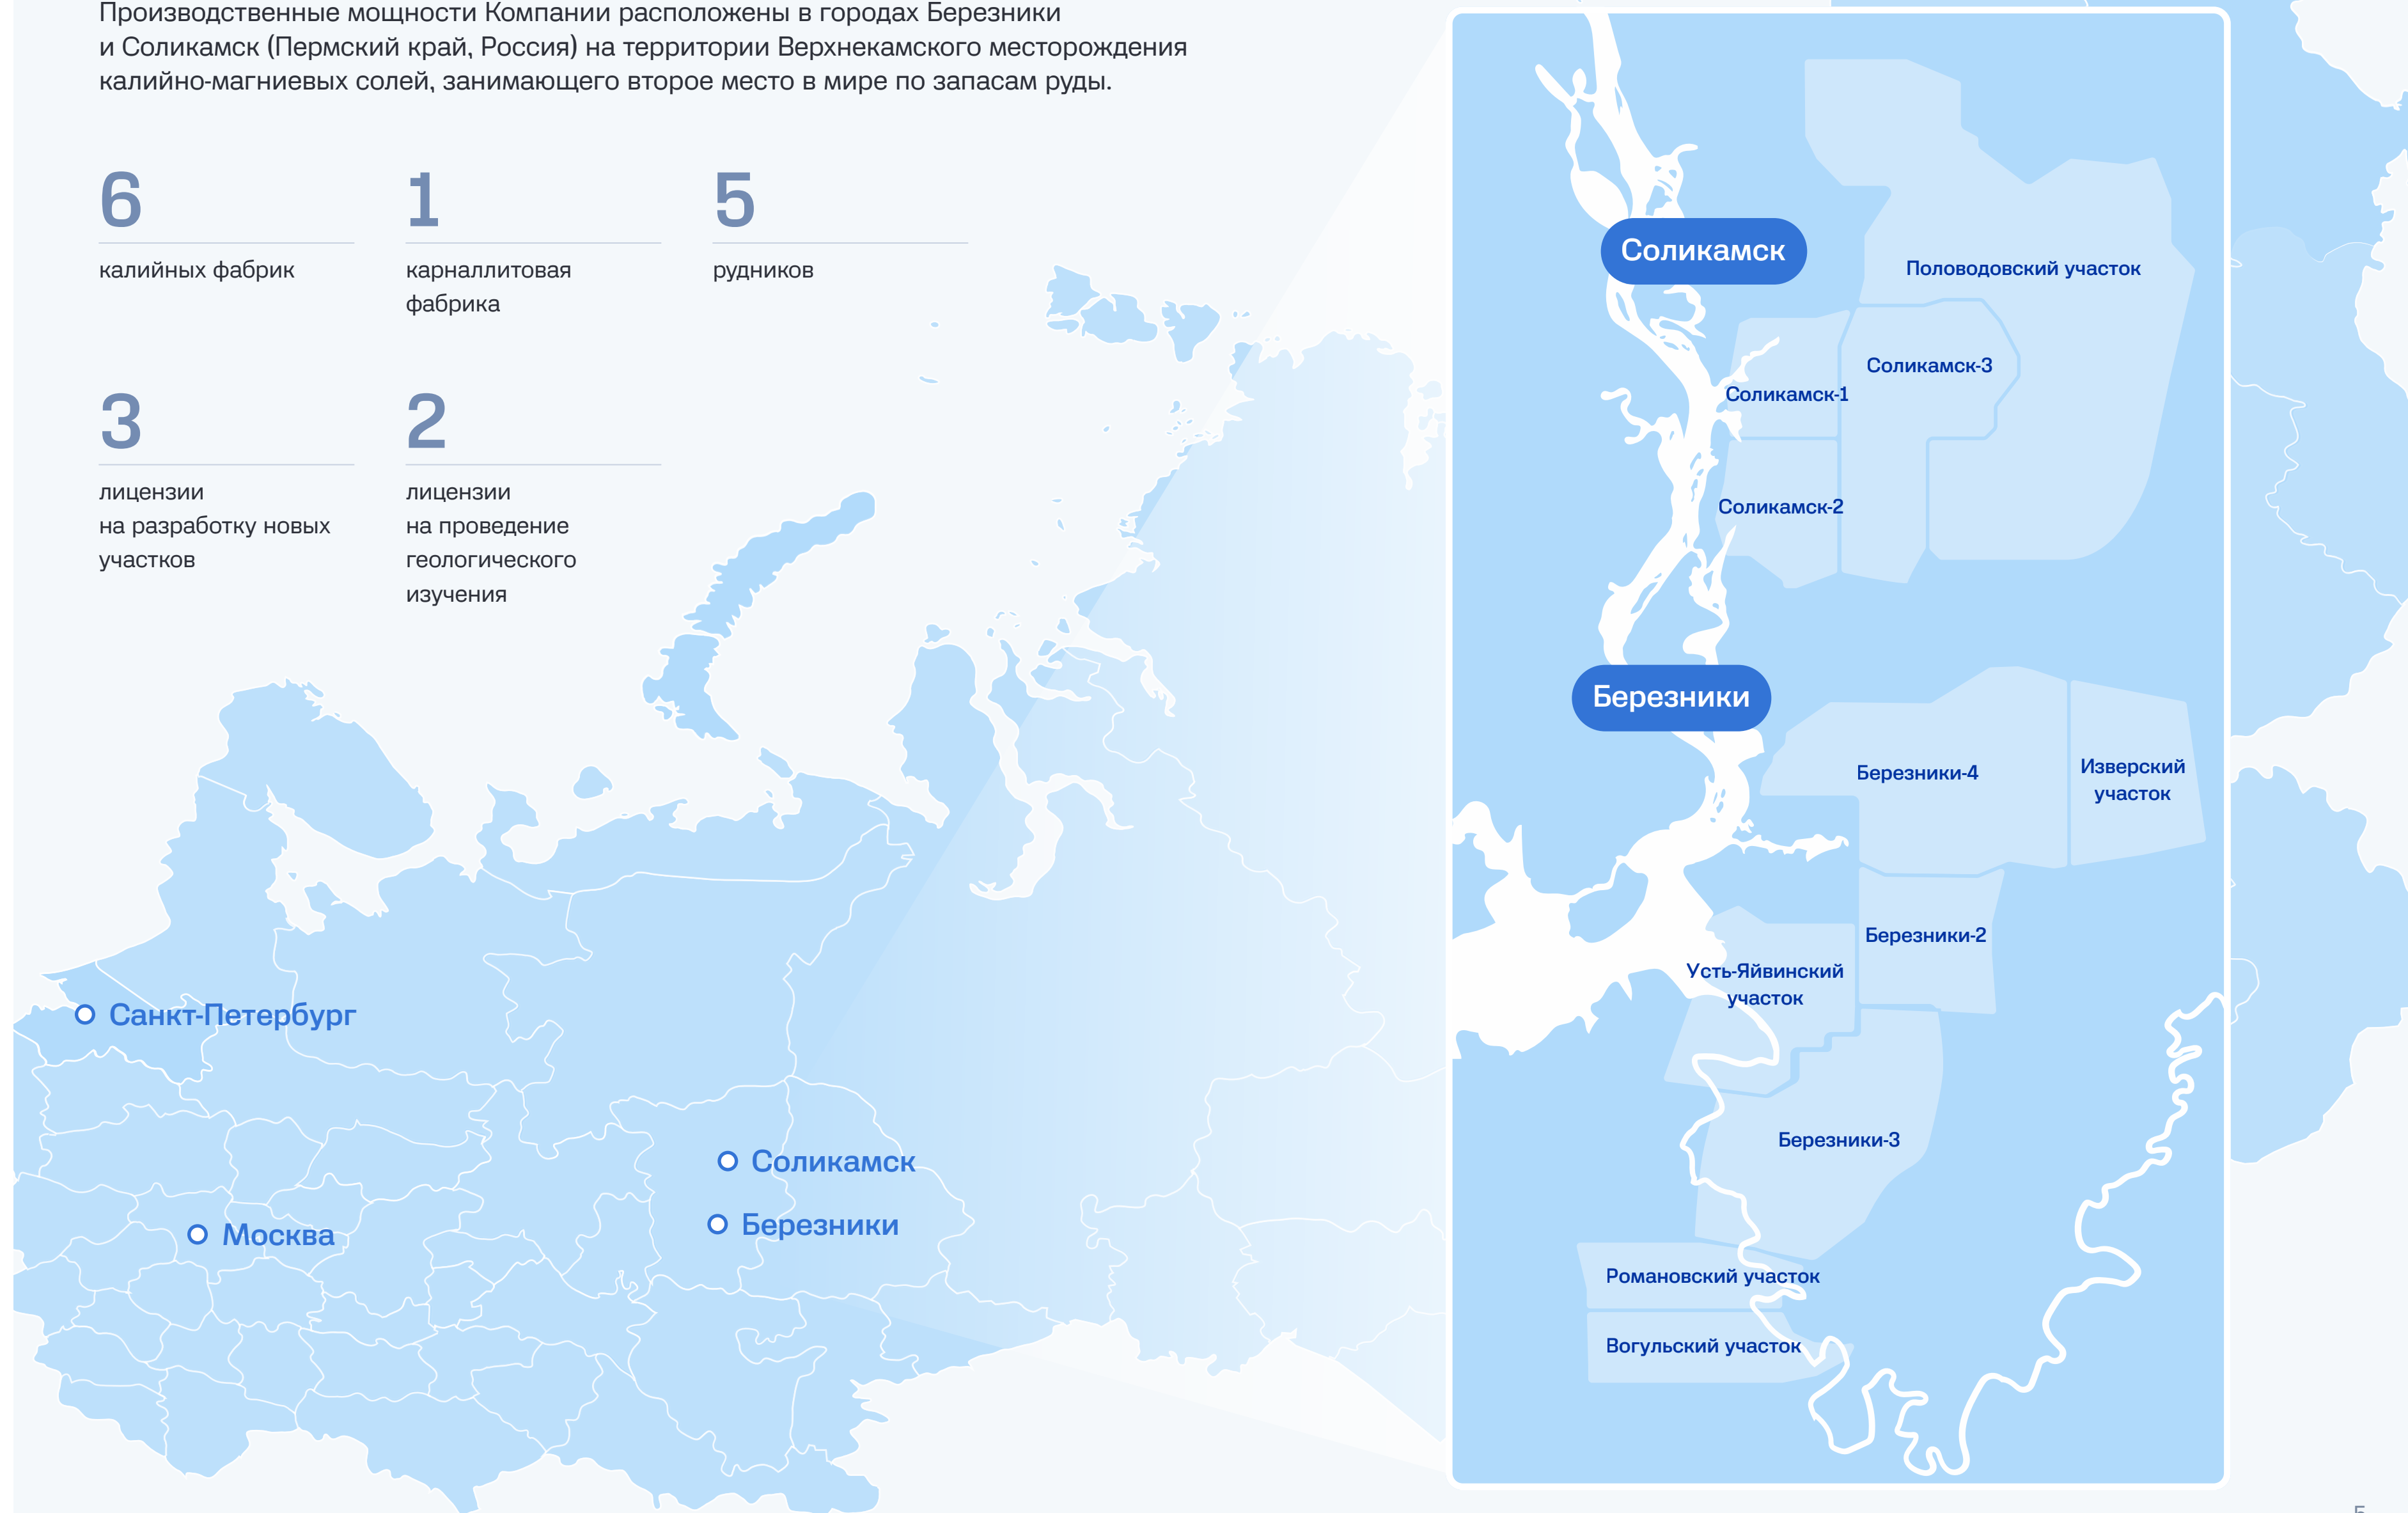 Производственные мощности Компании расположены в городах Березники
и Соликамск (Пермский край, Россия) на территории Верхнекамского месторождения
калийно-магниевых солей, занимающего второе место в мире по запасам руды.
6
калийных фабрик
1
карналлитовая
фабрика
5
рудников
3
лицензии
на разработку новых
участков
2
лицензии
на проведение
геологического
изучения
Санкт-Петербург
Москва
Соликамск
Березники
Соликамск
Половодовский участок
Соликамск-3
Соликамск-1
Соликамск-2
Березники
Березники-4
Изверский
участок
Березники-2
Усть-Яйвинский
участок
Березники-3
Романовский участок
Вогульский участок